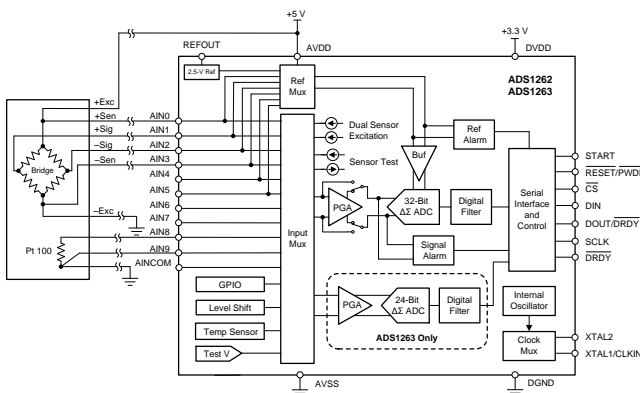 +5 V
+3.3 V
REFOUT
AVDD
DVDD
2.5-V Ref
Ref
Mux
ADS1262
ADS1263
+Exc
+Sen
+Sig
–Sig
–Sen
–Exc
Bridge
Pt 100
AIN0
AIN1
AIN2
AIN3
AIN4
AIN5
AIN6
AIN7
AIN8
AIN9
AINCOM
Dual Sensor
Excitation
Sensor Test
Input
Mux
Buf
Ref
Alarm
PGA
32-Bit
ΔΣ ADC
Digital
Filter
Signal
Alarm
Serial
Interface
and
Control
START
RESET/PWDN
CS
DIN
DOUT/DRDY
SCLK
DRDY
GPIO
Level Shift
Temp Sensor
Test V
PGA
24-Bit
ΔΣ ADC
Digital
Filter
ADS1263 Only
Internal
Oscillator
Clock
Mux
XTAL2
XTAL1/CLKIN
AVSS
DGND